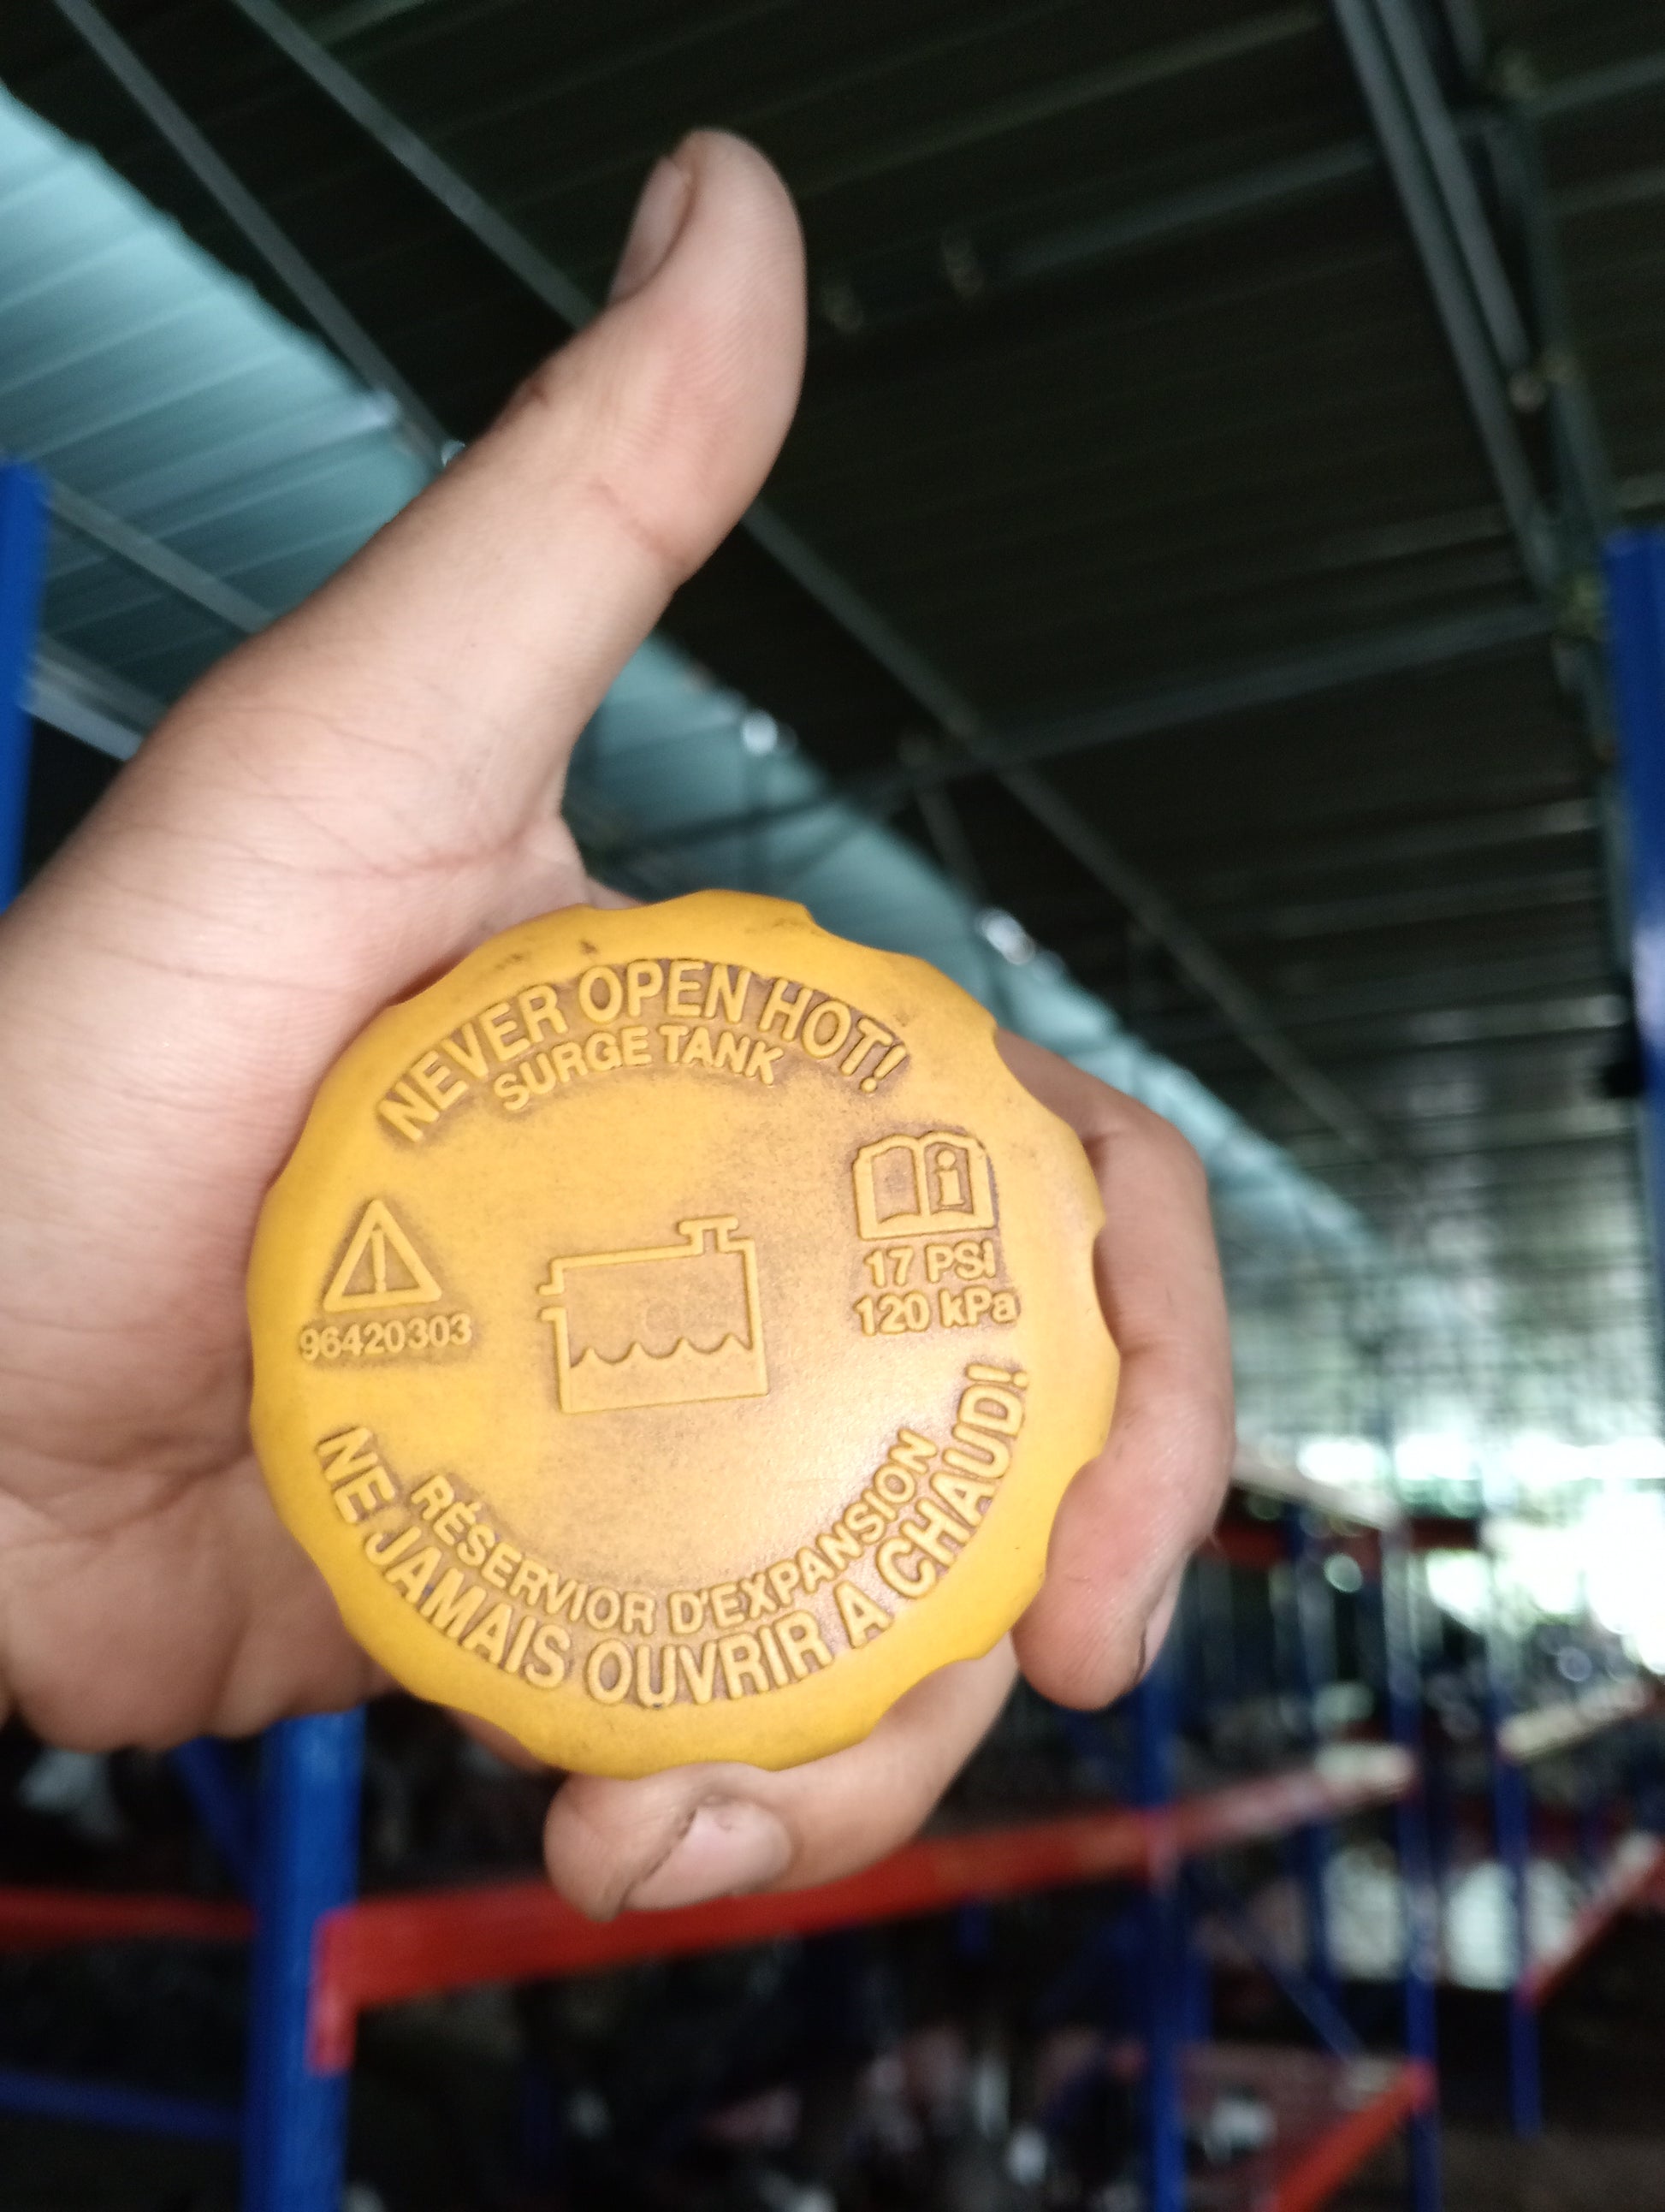 NEVER OPEN HOT!
SURGE TANK
i
17 PSI
120 kPa
96420303
RÉSERVIOR D'EXPANSION
NE JAMAIS OUVRIR A CHAUD!